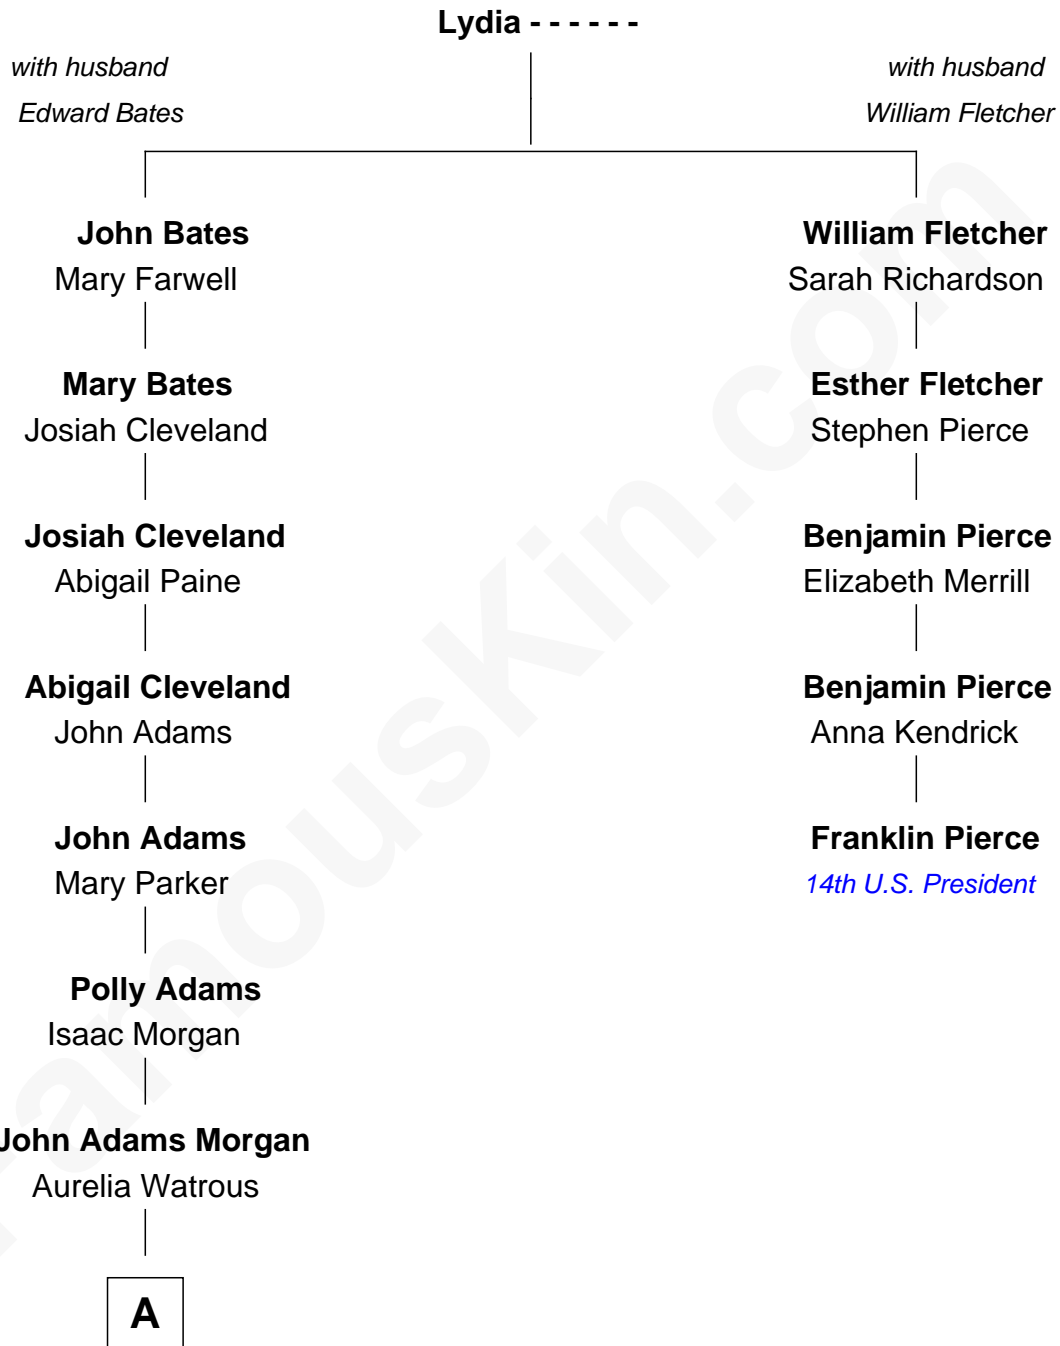 Lydia - - - - - -
with husband
Edward Bates
with husband
William Fletcher
John Bates
Mary Farwell
Mary Bates
Josiah Cleveland
Josiah Cleveland
Abigail Paine
Abigail Cleveland
John Adams
John Adams
Mary Parker
Polly Adams
Isaac Morgan
John Adams Morgan
Aurelia Watrous
A
William Fletcher
Sarah Richardson
Esther Fletcher
Stephen Pierce
Benjamin Pierce
Elizabeth Merrill
Benjamin Pierce
Anna Kendrick
Franklin Pierce
14th U.S. President
FamousKin.com